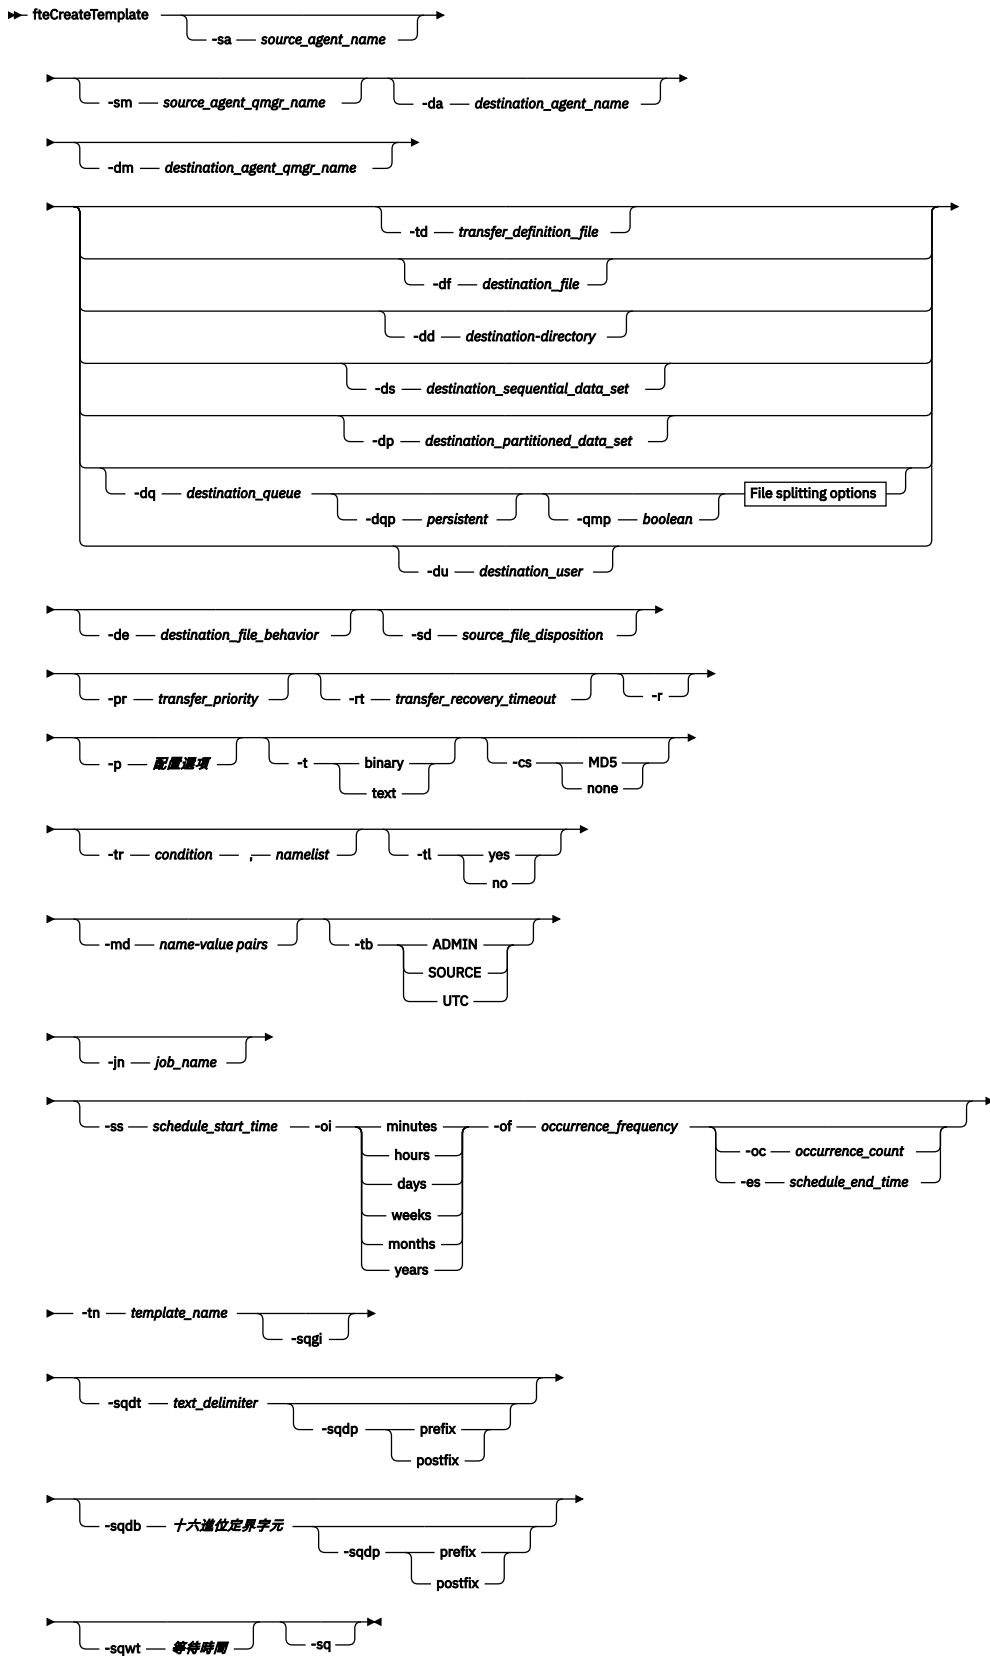 fteCreateTemplate
-sa source_agent_name
-sm source_agent_qmgr_name -da destination_agent_name
-dm destination_agent_qmgr_name
-td transfer_definition_file
-df destination_file
-dd destination-directory
-ds destination_sequential_data_set
-dp destination_partitioned_data_set
-dq destination_queue File splitting options
-dqp persistent -qmp boolean
-du destination_user
-de destination_file_behavior -sd source_file_disposition
-pr transfer_priority -rt transfer_recovery_timeout -r
-p 配置選項 -t binary -cs MD5
text none
-tr condition , namelist -tl yes
no
-md name-value pairs -tb ADMIN
SOURCE
UTC
-jn job_name
-ss schedule_start_time -oi minutes -of occurrence_frequency
hours -oc occurrence_count
days -es schedule_end_time
weeks
months
years
-tn template_name
-sqgi
-sqdt text_delimiter
-sqdp prefix
postfix
-sqdb 十六進位定界字元
-sqdp prefix
postfix
-sqwt 等待時間 -sq